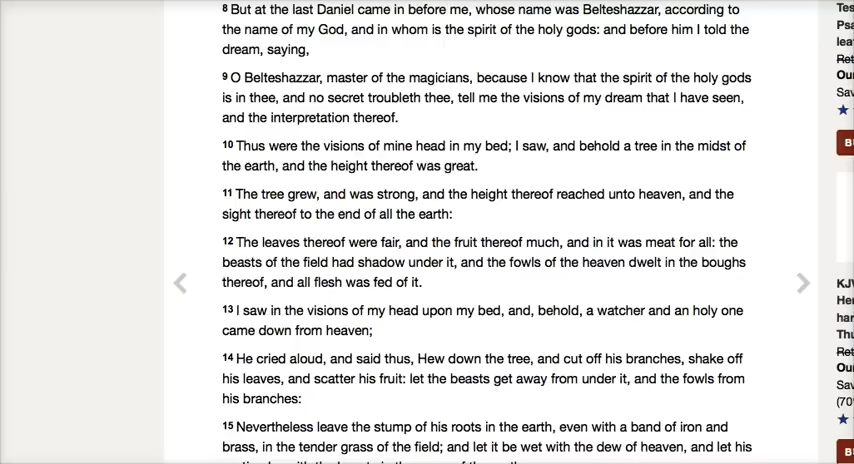 8 But at the last Daniel came in before me, whose name was Belteshazzar, according to
the name of my God, and in whom is the spirit of the holy gods: and before him I told the
dream, saying,
9 O Belteshazzar, master of the magicians, because I know that the spirit of the holy gods
is in thee, and no secret troubleth thee, tell me the visions of my dream that I have seen,
and the interpretation thereof.
10 Thus were the visions of mine head in my bed; I saw, and behold a tree in the midst of
the earth, and the height thereof was great.
11 The tree grew, and was strong, and the height thereof reached unto heaven, and the
sight thereof to the end of all the earth:
12 The leaves thereof were fair, and the fruit thereof much, and in it was meat for all: the
beasts of the field had shadow under it, and the fowls of the heaven dwelt in the boughs
thereof, and all flesh was fed of it.
13 I saw in the visions of my head upon my bed, and, behold, a watcher and an holy one
came down from heaven;
14 He cried aloud, and said thus, Hew down the tree, and cut off his branches, shake off
his leaves, and scatter his fruit: let the beasts get away from under it, and the fowls from
his branches:
15 Nevertheless leave the stump of his roots in the earth, even with a band of iron and
brass, in the tender grass of the field; and let it be wet with the dew of heaven, and let his
Tes
Psa
lea
Ret
Ou
Sav
B
KJV
He
har
Thu
Ret
Ou
Sav
(70
B